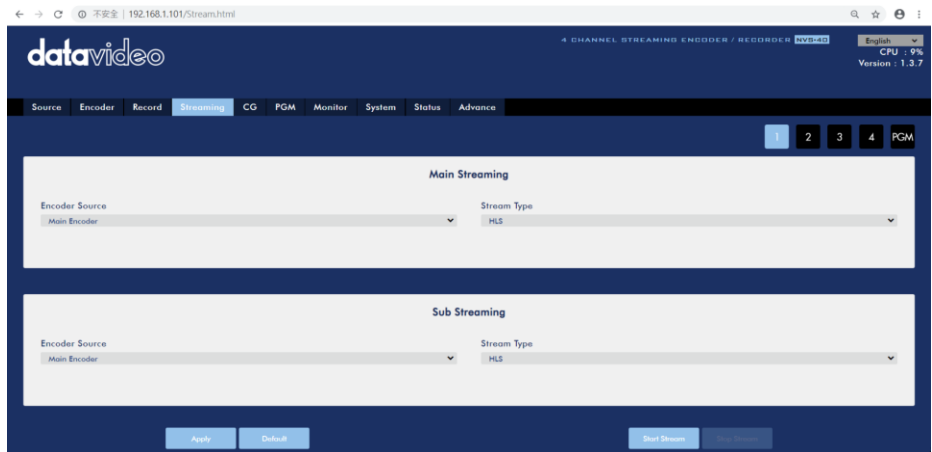 不安全 | 192.168.1.101/Stream.html
datavideo
4 CHANNEL STREAMING ENCODER / RECORDER NVS-40
English
CPU : 9%
Version : 1.3.7
Source Encoder Record Streaming CG PGM Monitor System Status Advance
1 2 3 4 PGM
Main Streaming
Encoder Source Stream Type
Main Encoder HLS
Sub Streaming
Encoder Source Stream Type
Main Encoder HLS
Apply Default Start Stream Stop Stream